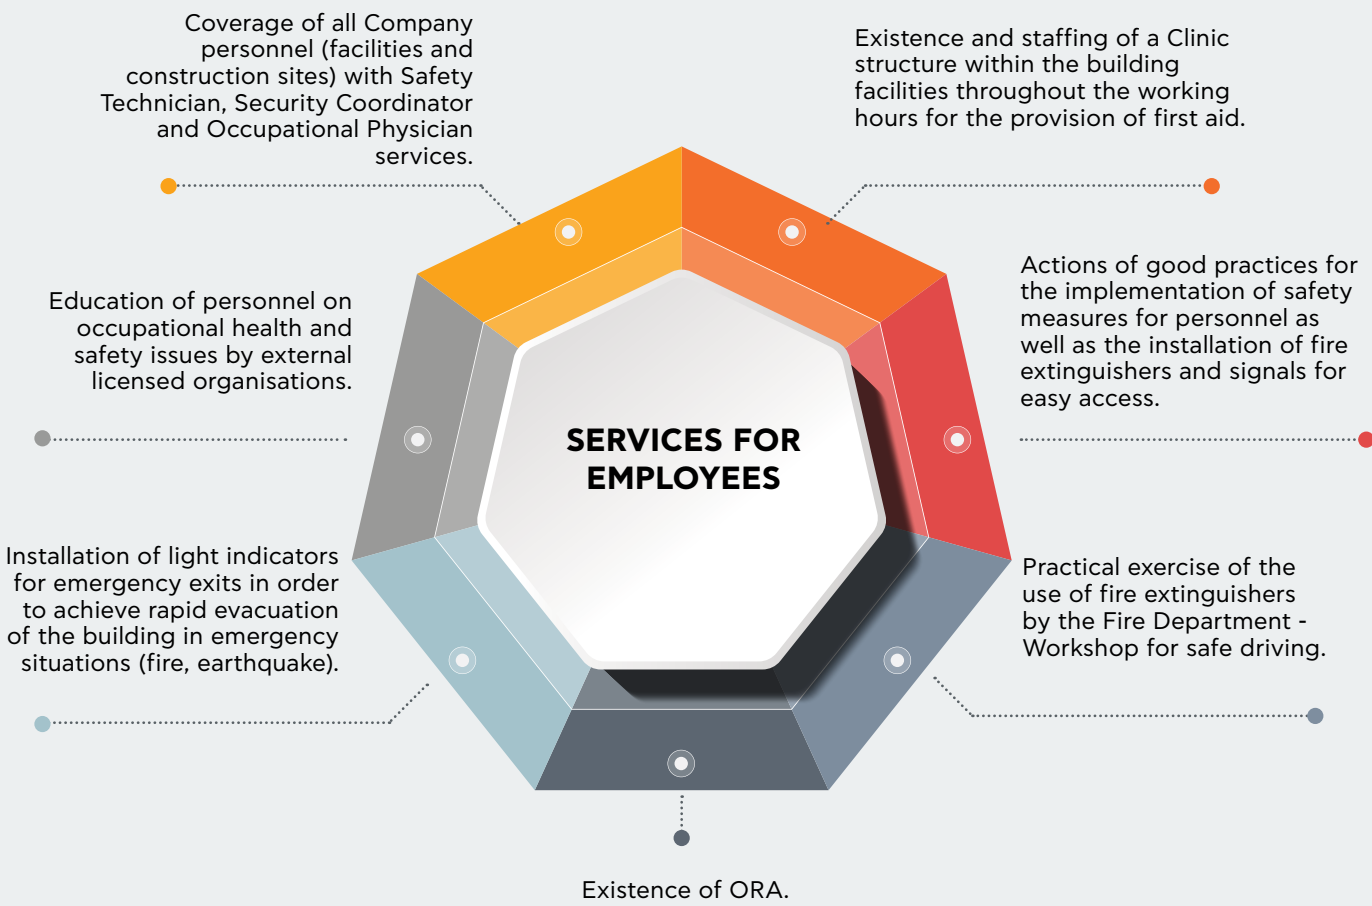 Coverage of all Company
personnel (facilities and
construction sites) with Safety
Technician, Security Coordinator
and Occupational Physician
services.
Existence and staffing of a Clinic
structure within the building
facilities throughout the working
hours for the provision of first aid.
Education of personnel on
occupational health and
safety issues by external
licensed organisations.
Actions of good practices for
the implementation of safety
measures for personnel as
well as the installation of fire
extinguishers and signals for
easy access.
SERVICES FOR
EMPLOYEES
Installation of light indicators
for emergency exits in order
to achieve rapid evacuation
of the building in emergency
situations (fire, earthquake).
Practical exercise of the
use of fire extinguishers
by the Fire Department -
Workshop for safe driving.
Existence of ORA.